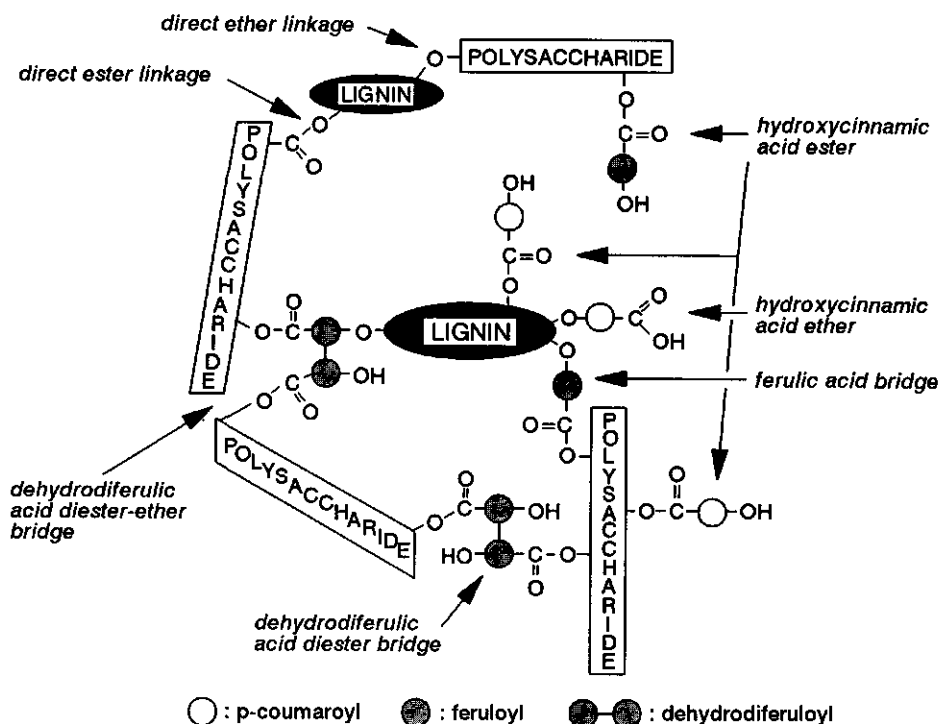 direct ether linkage
O
POLYSACCHARIDE
direct ester linkage
LIGNIN
O
O
C
O
C=O
OH
hydroxycinnamic
acid ester
POLYSACCHARIDE
OH
C=O
O
O
C
O
O
LIGNIN
O
C
O
OH
hydroxycinnamic
acid ether
O
OH
O
C
O
ferulic acid bridge
O=C
O
POLYSACCHARIDE
POLYSACCHARIDE
dehydrodiferulic
acid diester-ether
bridge
O
C
O
OH
HO
C
O
O
O
C
O
OH
dehydrodiferulic
acid diester bridge
: p-coumaroyl
: feruloyl
: dehydrodiferuloyl